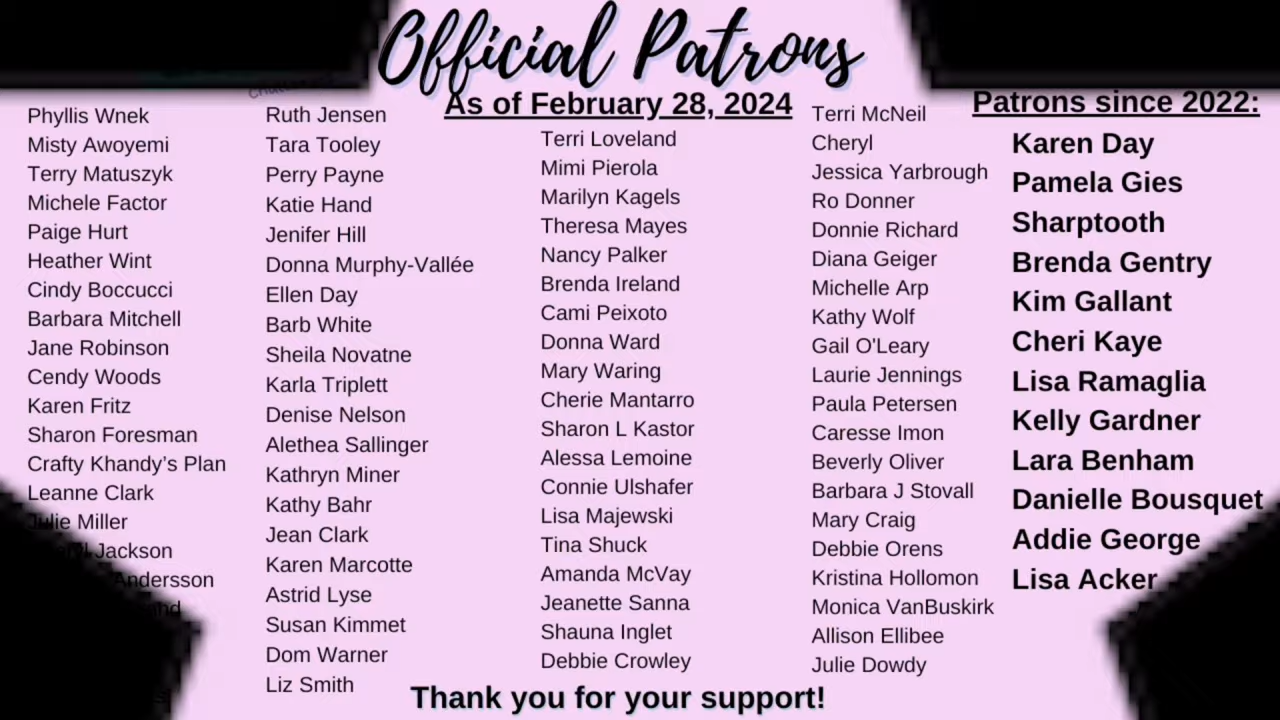 Official Patrons
As of February 28, 2024
Phyllis Wnek
Misty Awoyemi
Terry Matuszyk
Michele Factor
Paige Hurt
Heather Wint
Cindy Boccucci
Barbara Mitchell
Jane Robinson
Cendy Woods
Karen Fritz
Sharon Foresman
Crafty Khandy’s Plan
Leanne Clark
Julie Miller
Jackson
Andersson
Ruth Jensen
Tara Tooley
Perry Payne
Katie Hand
Jenifer Hill
Donna Murphy-Vallée
Ellen Day
Barb White
Sheila Novatne
Karla Triplett
Denise Nelson
Alethea Sallinger
Kathryn Miner
Kathy Bahr
Jean Clark
Karen Marcotte
Astrid Lyse
Susan Kimmet
Dom Warner
Liz Smith
Terri Loveland
Mimi Pierola
Marilyn Kagels
Theresa Mayes
Nancy Palker
Brenda Ireland
Cami Peixoto
Donna Ward
Mary Waring
Cherie Mantarro
Sharon L Kastor
Alessa Lemoine
Connie Ulshafer
Lisa Majewski
Tina Shuck
Amanda McVay
Jeanette Sanna
Shauna Inglet
Debbie Crowley
Terri McNeil
Cheryl
Jessica Yarbrough
Ro Donner
Donnie Richard
Diana Geiger
Michelle Arp
Kathy Wolf
Gail O'Leary
Laurie Jennings
Paula Petersen
Caresse Imon
Beverly Oliver
Barbara J Stovall
Mary Craig
Debbie Orens
Kristina Hollomon
Monica VanBuskirk
Allison Ellibee
Julie Dowdy
Patrons since 2022:
Karen Day
Pamela Gies
Sharptooth
Brenda Gentry
Kim Gallant
Cheri Kaye
Lisa Ramaglia
Kelly Gardner
Lara Benham
Danielle Bousquet
Addie George
Lisa Acker
Thank you for your support!